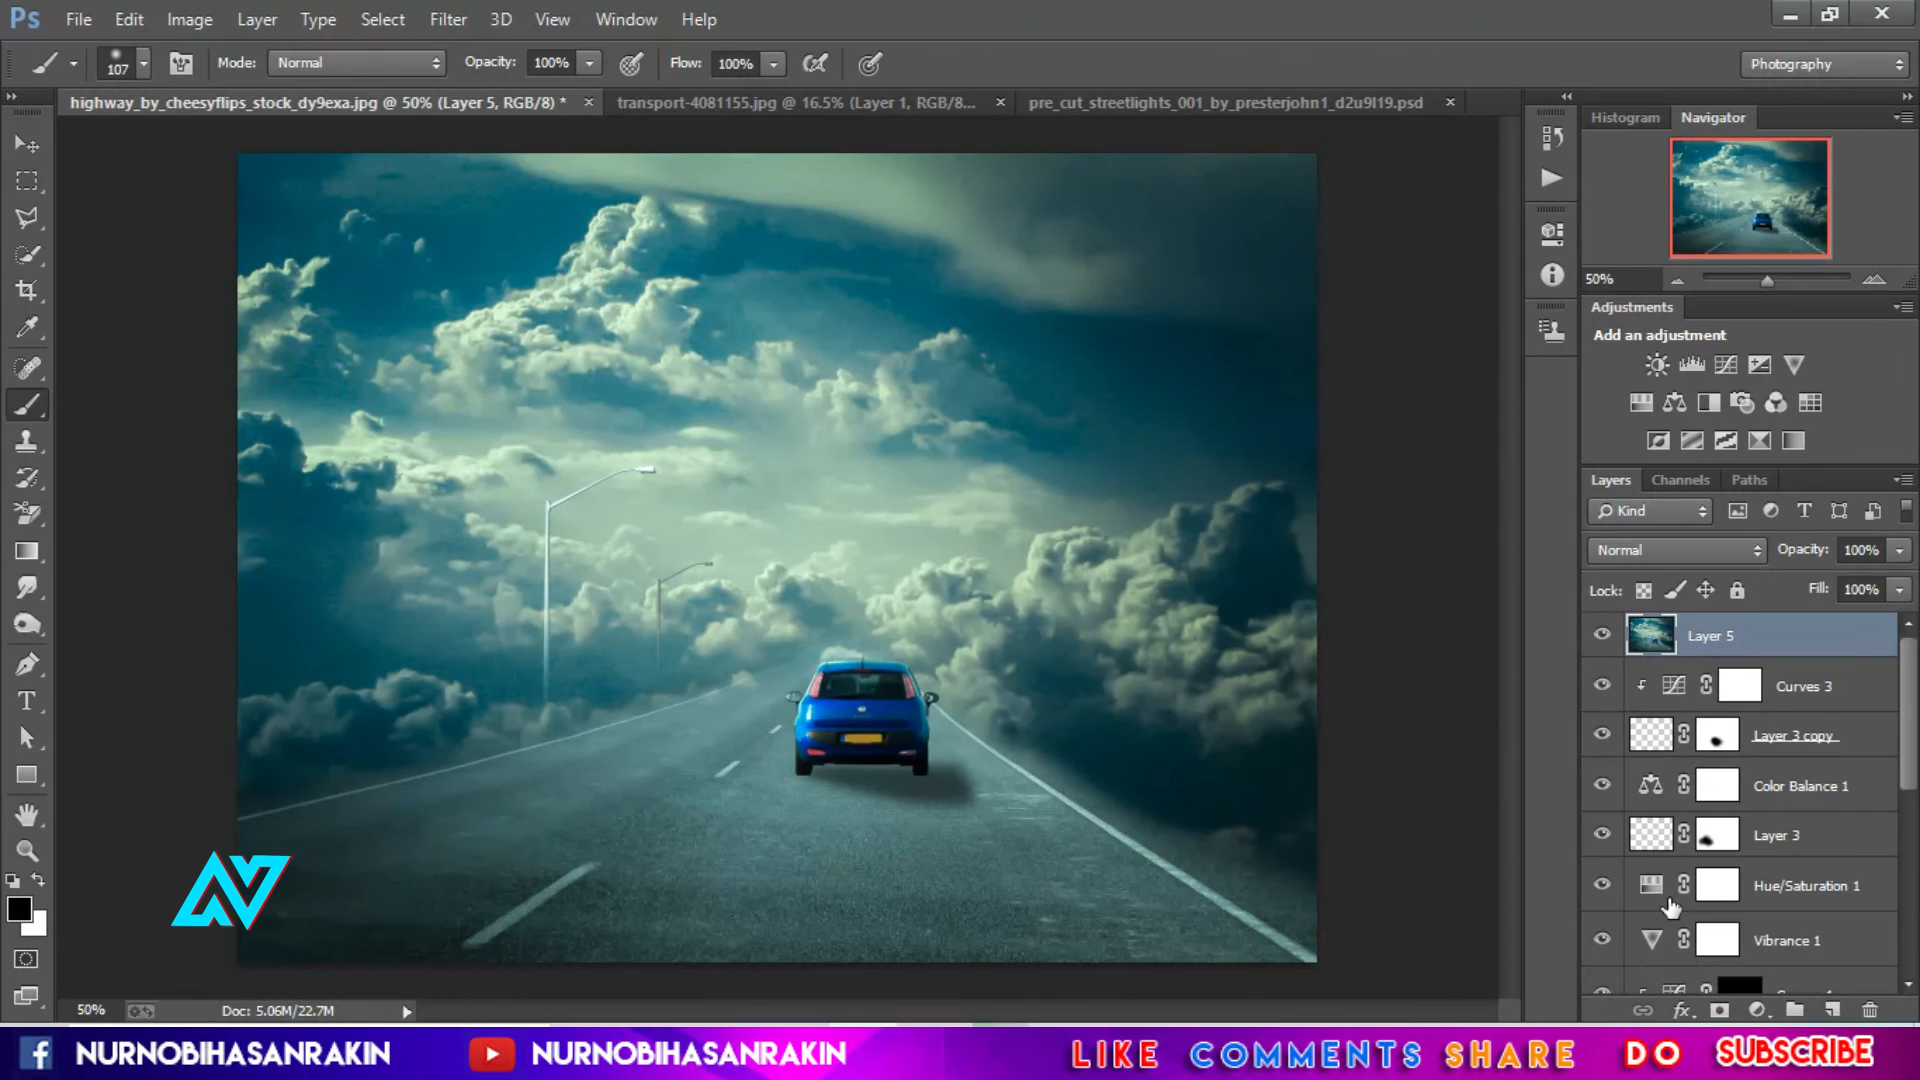 Ps File Edit Image Layer Type Select Filter 3D View Window Help
107 Mode: Normal Opacity: 100% Flow: 100% Photography
highway_by_cheesyflips_stock_dy9exa.jpg @ 50% (Layer 5, RGB/8) * × transport-4081155.jpg @ 16.5% (Layer 1, RGB/8... × pre_cut_streetlights_001_by_presterjohn1_d2u9l19.psd ×
Histogram Navigator
50%
Adjustments
Add an adjustment
Layers Channels Paths
Kind
Normal Opacity: 100%
Lock: Fill: 100%
Layer 5
Curves 3
Layer 3 copy
Color Balance 1
Layer 3
Hue/Saturation 1
Vibrance 1
50% Doc: 5.06M/22.7M
fx
NURNOBIHASANRAKIN NURNOBIHASANRAKIN LIKE COMMENTS SHARE DO SUBSCRIBE